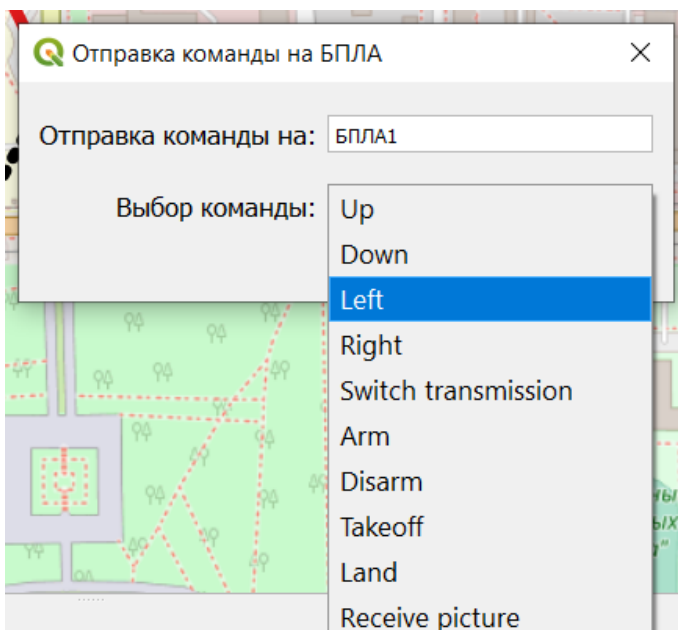 Отправка команды на БПЛА
Отправка команды на: БПЛА1
Выбор команды:
Up
Down
Left
Right
Switch transmission
Arm
Disarm
Takeoff
Land
Receive picture